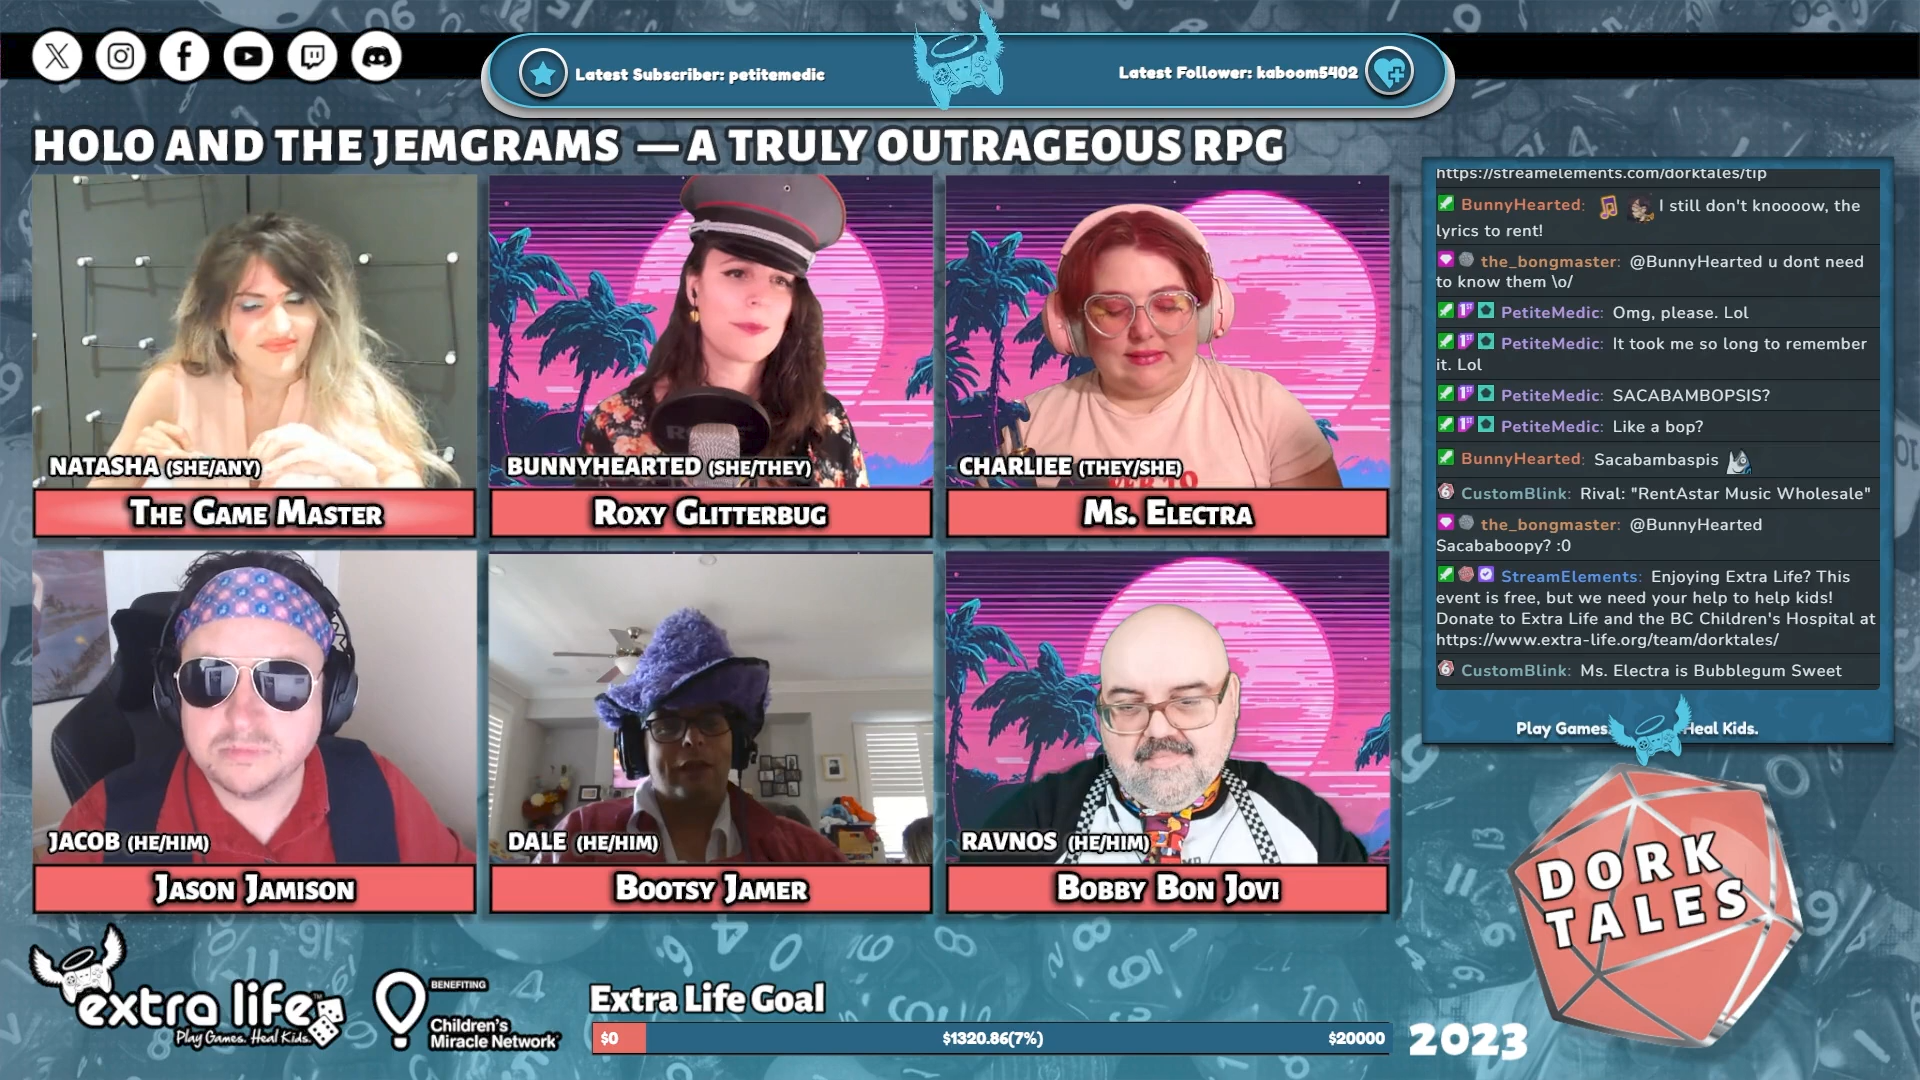 Latest Subscriber: petitemedic
Latest Follower: kaboom5402
HOLO AND THE JEMGRAMS — A TRULY OUTRAGEOUS RPG
NATASHA (SHE/ANY)
THE GAME MASTER
BUNNYHEARTED (SHE/THEY)
ROXY GLITTERBUG
CHARLIEE (THEY/SHE)
MS. ELECTRA
JACOB (HE/HIM)
JASON JAMISON
DALE (HE/HIM)
BOOTSY JAMER
RAVNOS (HE/HIM)
BOBBY BON JOVI
https://streamelements.com/dorktales/tip
BunnyHearted: I still don't knoooow, the
lyrics to rent!
the_bongmaster: @BunnyHearted u dont need
to know them \o/
PetiteMedic: Omg, please. Lol
PetiteMedic: It took me so long to remember
it. Lol
PetiteMedic: SACABAMBOPSIS?
PetiteMedic: Like a bop?
BunnyHearted: Sacabambaspis
CustomBlink: Rival: "RentAstar Music Wholesale"
the_bongmaster: @BunnyHearted
Sacababoopy? :0
StreamElements: Enjoying Extra Life? This
event is free, but we need your help to help kids!
Donate to Extra Life and the BC Children's Hospital at
https://www.extra-life.org/team/dorktales/
CustomBlink: Ms. Electra is Bubblegum Sweet
Play Games. Heal Kids.
DORK
TALES
extra life
Play Games. Heal Kids.
BENEFITING
Children's
Miracle Network
Extra Life Goal
$0
$1320.86(7%)
$20000
2023